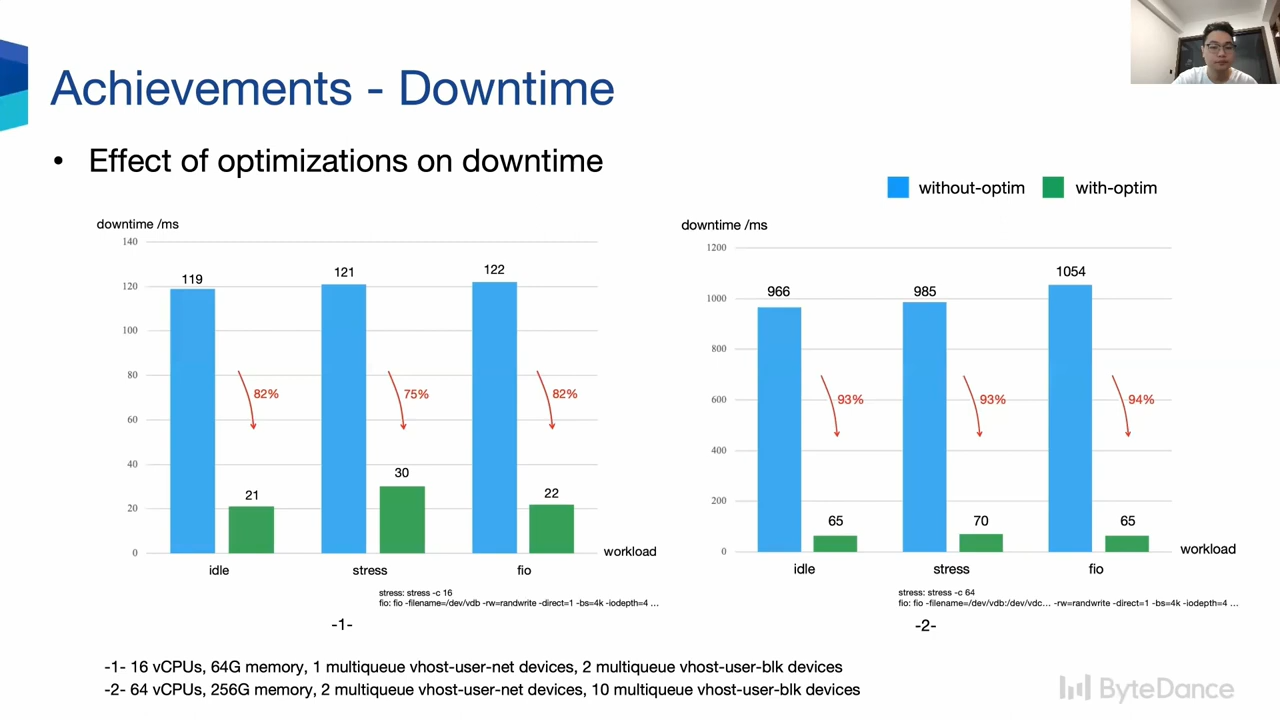 Achievements - Downtime
• Effect of optimizations on downtime
without-optim
with-optim
downtime /ms
140
120
100
80
60
40
20
0
119
121
122
82%
75%
82%
21
30
22
workload
idle
stress
fio
stress: stress -c 16
fio: fio -filename=/dev/vdb -rw=randwrite -direct=1 -bs=4k -iodepth=4 ...
-1-
downtime /ms
1200
1000
800
600
400
200
0
966
985
1054
93%
93%
94%
65
70
65
workload
idle
stress
fio
stress: stress -c 64
fio: fio -filename=/dev/vdb:/dev/vdc... -rw=randwrite -direct=1 -bs=4k -iodepth=4 ...
-2-
-1- 16 vCPUs, 64G memory, 1 multiqueue vhost-user-net devices, 2 multiqueue vhost-user-blk devices
-2- 64 vCPUs, 256G memory, 2 multiqueue vhost-user-net devices, 10 multiqueue vhost-user-blk devices
ByteDance